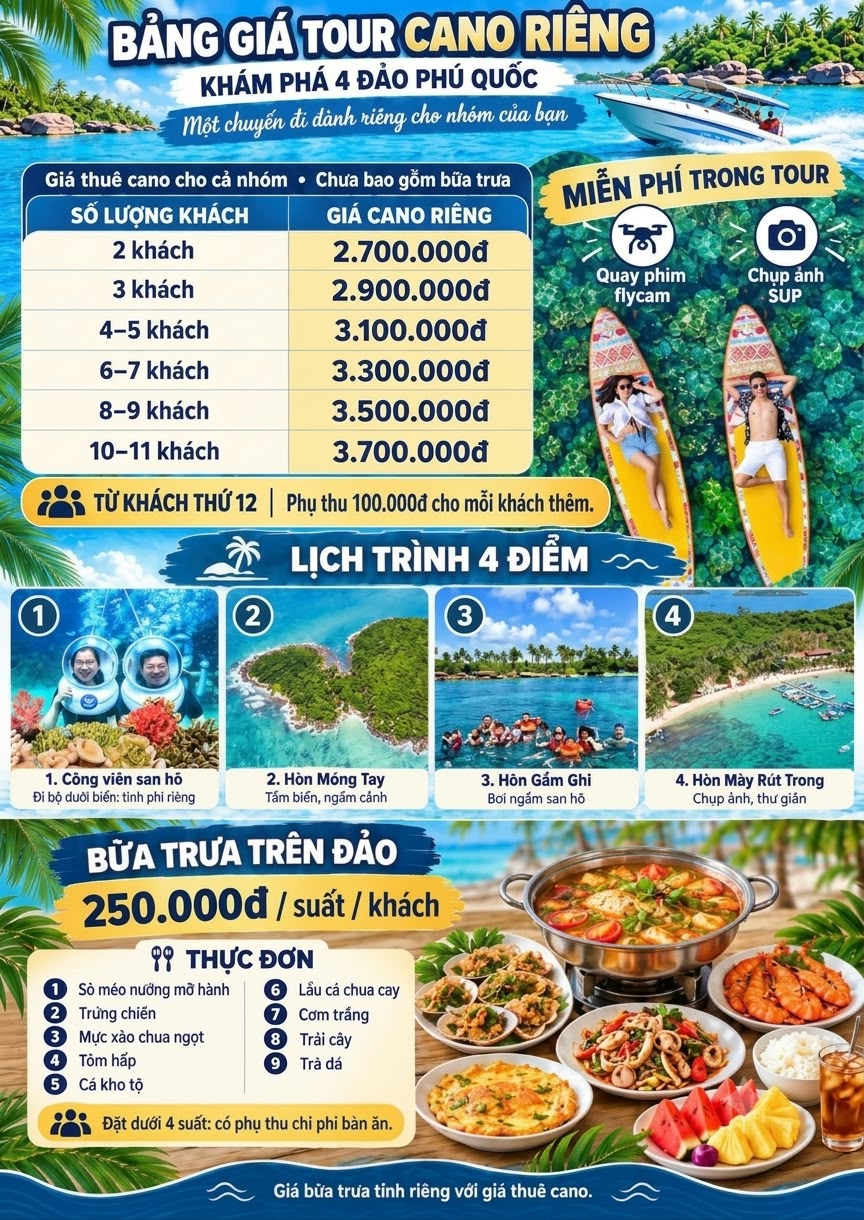 BẢNG GIÁ TOUR CANO RIÊNG
KHÁM PHÁ 4 ĐẢO PHÚ QUỐC
Một chuyến đi dành riêng cho nhóm của bạn
Giá thuê cano cho cả nhóm • Chưa bao gồm bữa trưa
SỐ LƯỢNG KHÁCH GIÁ CANO RIÊNG
2 khách 2.700.000đ
3 khách 2.900.000đ
4–5 khách 3.100.000đ
6–7 khách 3.300.000đ
8–9 khách 3.500.000đ
10–11 khách 3.700.000đ
TỪ KHÁCH THỨ 12 | Phụ thu 100.000đ cho mỗi khách thêm.
MIỄN PHÍ TRONG TOUR
Quay phim
flycam
Chụp ảnh
SUP
LỊCH TRÌNH 4 ĐIỂM
1
1. Công viên san hô
Đi bộ dưới biển: tính phí riêng
2
2. Hòn Móng Tay
Tắm biển, ngắm cảnh
3
3. Hòn Gầm Ghì
Bơi ngắm san hô
4
4. Hòn Mây Rút Trong
Chụp ảnh, thư giãn
BỮA TRƯA TRÊN ĐẢO
250.000đ / suất / khách
THỰC ĐƠN
1 Sò méo nướng mỡ hành
2 Trứng chiên
3 Mực xào chua ngọt
4 Tôm hấp
5 Cá kho tộ
6 Lẩu cá chua cay
7 Cơm trắng
8 Trái cây
9 Trà đá
Đặt dưới 4 suất: có phụ thu chi phí bàn ăn.
Giá bữa trưa tính riêng với giá thuê cano.